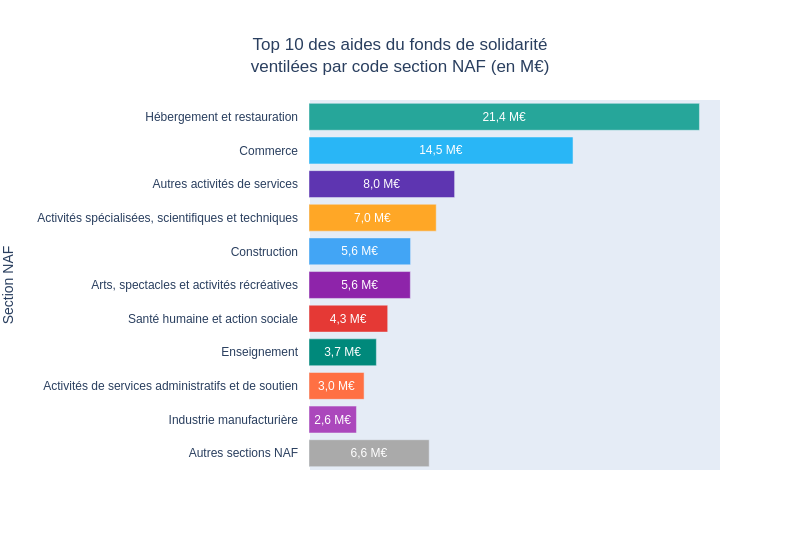 Top 10 des aides du fonds de solidarité
ventilées par code section NAF (en M€)
Section NAF
Hébergement et restauration 21,4 M€
Commerce 14,5 M€
Autres activités de services 8,0 M€
Activités spécialisées, scientifiques et techniques 7,0 M€
Construction 5,6 M€
Arts, spectacles et activités récréatives 5,6 M€
Santé humaine et action sociale 4,3 M€
Enseignement 3,7 M€
Activités de services administratifs et de soutien 3,0 M€
Industrie manufacturière 2,6 M€
Autres sections NAF 6,6 M€